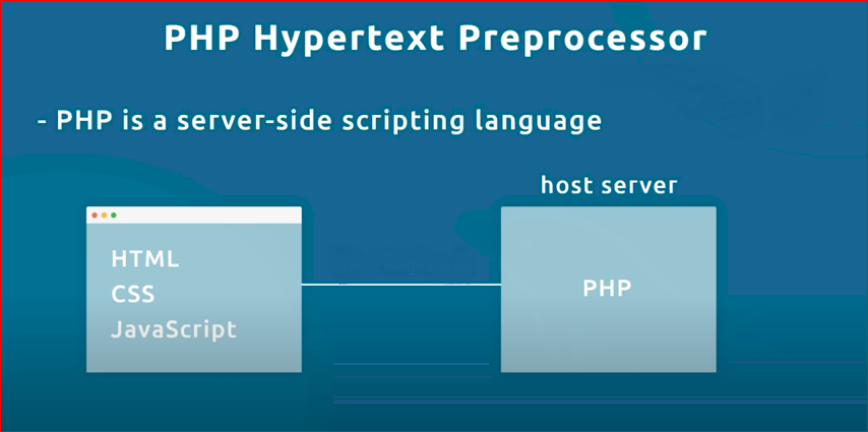 PHP Hypertext Preprocessor
- PHP is a server-side scripting language
host server
HTML
CSS
JavaScript
PHP